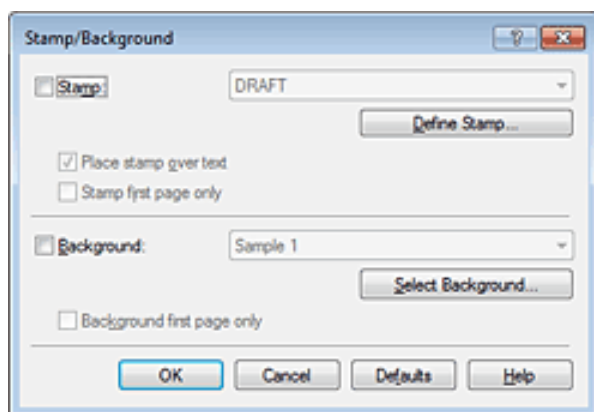 Stamp/Background
Stamp: DRAFT
Define Stamp...
Place stamp over text
Stamp first page only
Background: Sample 1
Select Background...
Background first page only
OK Cancel Defaults Help